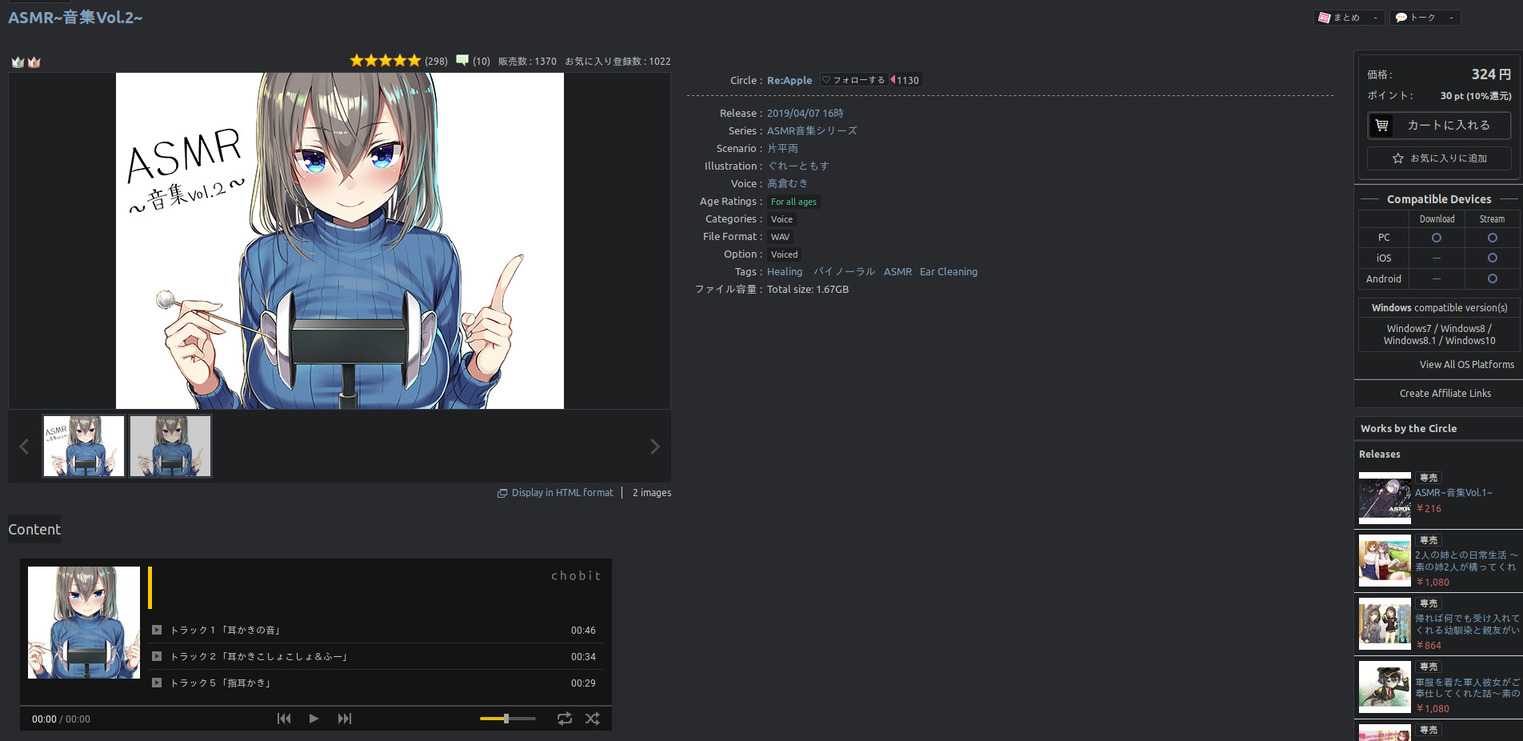 ASMR~音集Vol.2~
まとめ -
トーク -
(298) (10) 販売数 : 1370 お気に入り登録数 : 1022
ASMR
～音集vol.2～
Display in HTML format | 2 images
Circle : Re:Apple フォローする 1130
Release : 2019/04/07 16時
Series : ASMR音集シリーズ
Scenario : 片平雨
Illustration : ぐれーともす
Voice : 高倉むき
Age Ratings : For all ages
Categories : Voice
File Format : WAV
Option : Voiced
Tags : Healing バイノーラル ASMR Ear Cleaning
ファイル容量 : Total size: 1.67GB
Content
chobit
トラック１「耳かきの音」 00:46
トラック２「耳かきこしょこしょ＆ふー」 00:34
トラック５「指耳かき」 00:29
00:00 / 00:00
価格 : 324 円
ポイント : 30 pt (10%還元)
カートに入れる
お気に入りに追加
Compatible Devices
Download Stream
PC
iOS
Android
Windows compatible version(s)
Windows7 / Windows8 /
Windows8.1 / Windows10
View All OS Platforms
Create Affiliate Links
Works by the Circle
Releases
専売
ASMR~音集Vol.1~
¥216
専売
2人の姉との日常生活 ～
素の姉2人が構ってくれ
¥1,080
専売
帰れば何でも受け入れて
くれる幼馴染と親友がい
¥864
専売
軍服を着た軍人彼女がご
奉仕してくれた話～素の
¥1,080
専売